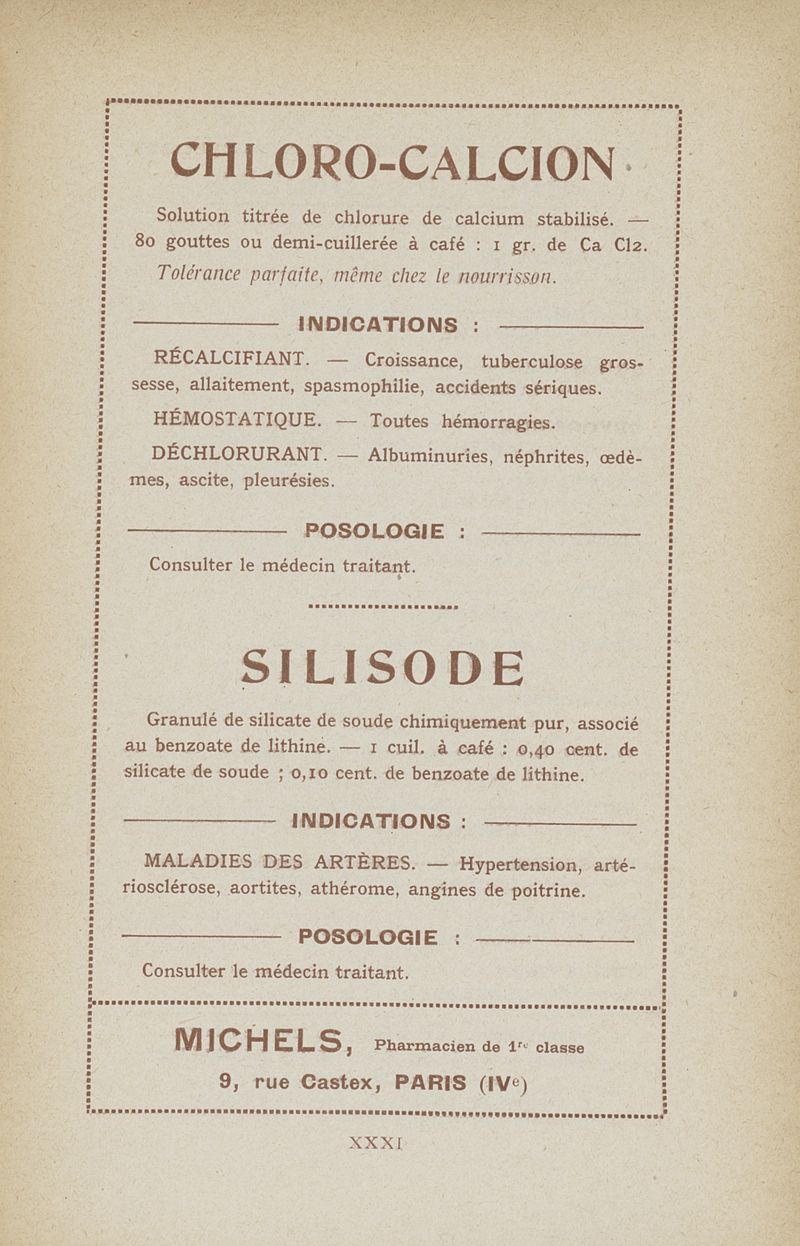 CHLORO-CALCION
Solution titrée de chlorure de calcium stabilisé. —
80 gouttes ou demi-cuillerée à café : 1 gr. de Ca Cl2.
Tolérance parfaite, même chez le nourrisson.
INDICATIONS :
RÉCALCIFIANT. — Croissance, tuberculose gros-
sesse, allaitement, spasmophilie, accidents sériques.
HÉMOSTATIQUE. — Toutes hémorragies.
DÉCHLORURANT. — Albuminuries, néphrites, œdè-
mes, ascite, pleurésies.
POSOLOGIE :
Consulter le médecin traitant.
SILISODE
Granulé de silicate de soude chimiquement pur, associé
au benzoate de lithine. — 1 cuil. à café : 0,40 cent. de
silicate de soude ; 0,10 cent. de benzoate de lithine.
INDICATIONS :
MALADIES DES ARTÈRES. — Hypertension, arté-
riosclérose, aortites, athérome, angines de poitrine.
POSOLOGIE :
Consulter le médecin traitant.
MICHELS, Pharmacien de 1re classe
9, rue Castex, PARIS (IVe)
XXXI